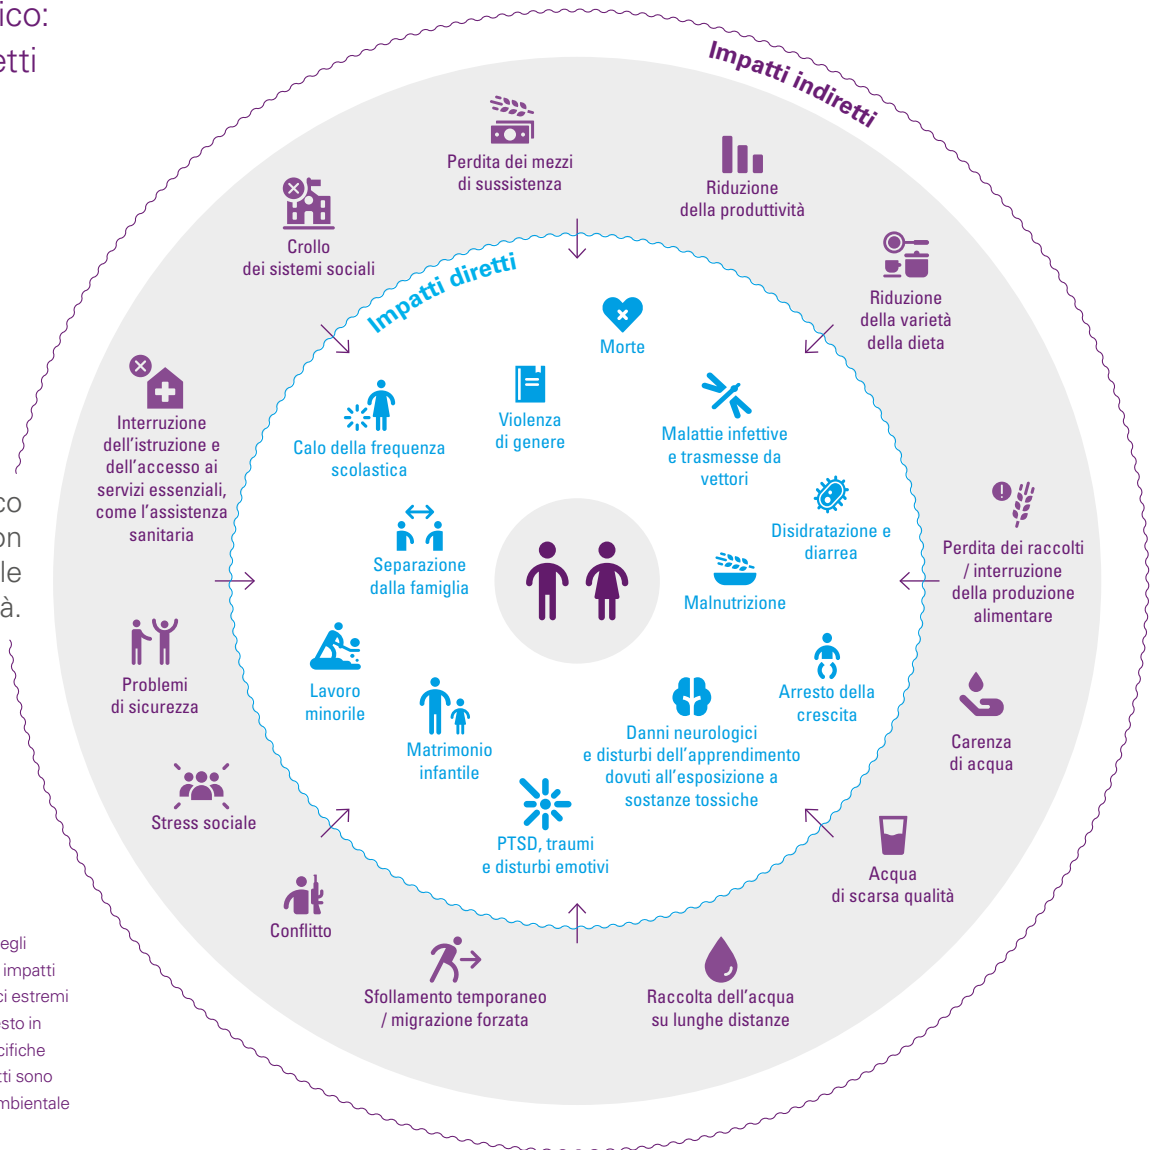 ico:
etti
Impatti indiretti
Perdita dei mezzi
di sussistenza
Riduzione
della produttività
Crollo
dei sistemi sociali
Riduzione
della varietà
della dieta
Interruzione
dell'istruzione e
dell'accesso ai
servizi essenziali,
come l'assistenza
sanitaria
Perdita dei raccolti
/ interruzione
della produzione
alimentare
Problemi
di sicurezza
Carenza
di acqua
Stress sociale
Acqua
di scarsa qualità
Conflitto
Sfollamento temporaneo
/ migrazione forzata
Raccolta dell'acqua
su lunghe distanze
Impatti diretti
Morte
Violenza
di genere
Malattie infettive
e trasmesse da
vettori
Calo della frequenza
scolastica
Disidratazione e
diarrea
Separazione
dalla famiglia
Malnutrizione
Lavoro
minorile
Arresto della
crescita
Matrimonio
infantile
Danni neurologici
e disturbi dell'apprendimento
dovuti all'esposizione a
sostanze tossiche
PTSD, traumi
e disturbi emotivi
co
on
le
à.
egli
impatti
ci estremi
esto in
cifiche
tti sono
mbientale